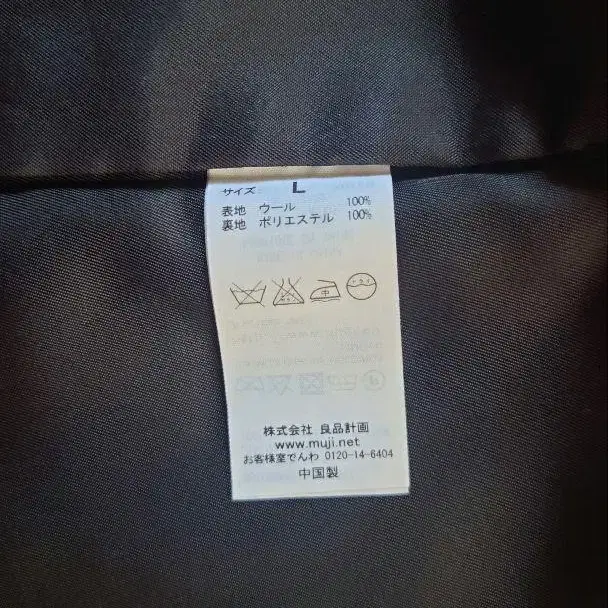 サイズ: L
表地 ウール 100%
裏地 ポリエステル 100%
中
株式会社 良品計画
www.muji.net
お客様室でんわ 0120-14-6404
中国製